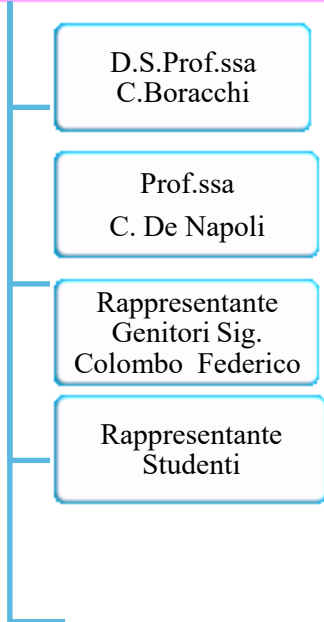 D.S.Prof.ssa
C.Boracchi
Prof.ssa
C. De Napoli
Rappresentante
Genitori Sig.
Colombo Federico
Rappresentante
Studenti